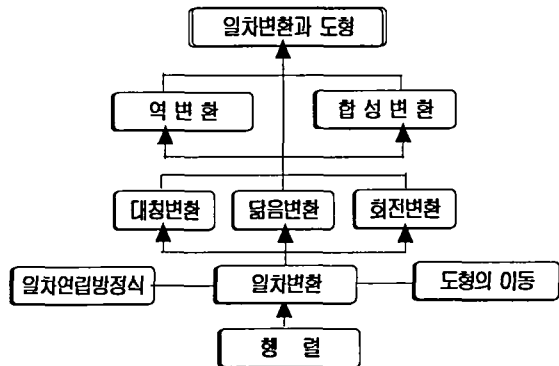 일차변환과 도형
역 변 환
합 성 변 환
대칭변환
닮음변환
회전변환
일차연립방정식
일차변환
도형의 이동
행 렬